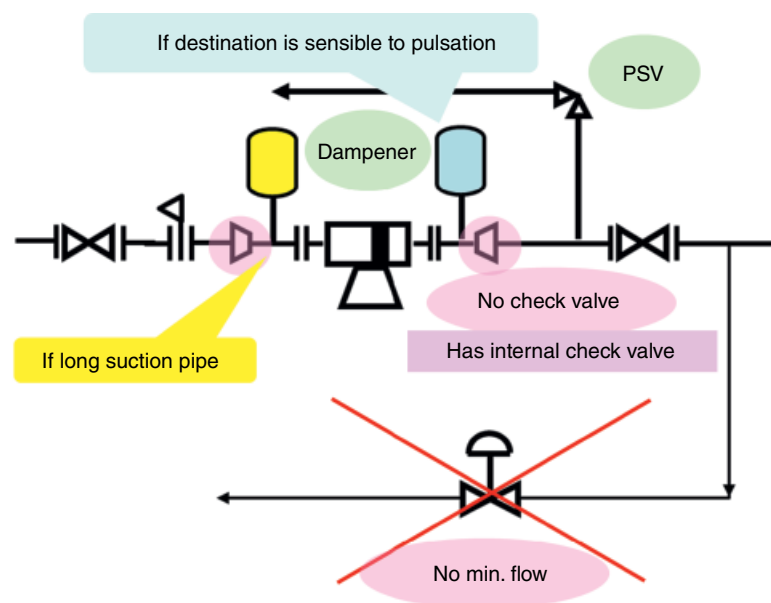 If destination is sensible to pulsation
PSV
Dampener
No check valve
If long suction pipe
Has internal check valve
No min. flow